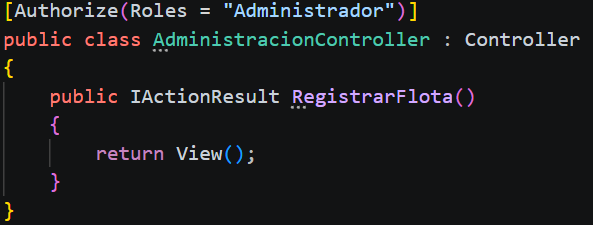 [Authorize(Roles = "Administrador")]
public class AdministracionController : Controller
{
    public IActionResult RegistrarFlota()
    {
        return View();
    }
}